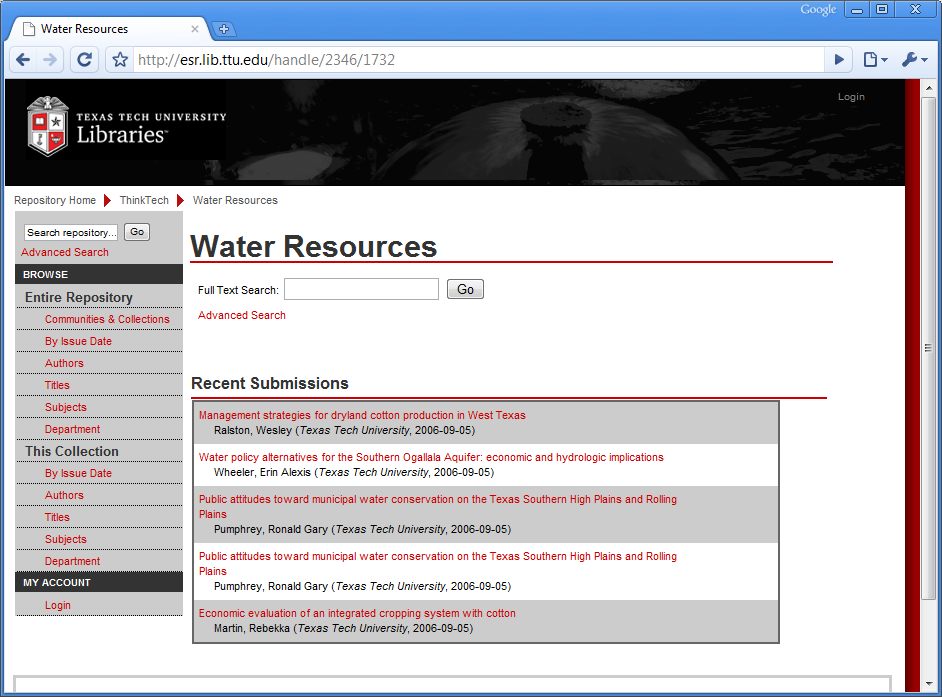 Google
Water Resources
http://esr.lib.ttu.edu/handle/2346/1732
Login
TEXAS TECH UNIVERSITY
Libraries™
Repository Home ThinkTech Water Resources
Search repository... Go
Advanced Search
BROWSE
Entire Repository
Communities & Collections
By Issue Date
Authors
Titles
Subjects
Department
This Collection
By Issue Date
Authors
Titles
Subjects
Department
MY ACCOUNT
Login
Water Resources
Full Text Search: Go
Advanced Search
Recent Submissions
Management strategies for dryland cotton production in West Texas
Ralston, Wesley (Texas Tech University, 2006-09-05)
Water policy alternatives for the Southern Ogallala Aquifer: economic and hydrologic implications
Wheeler, Erin Alexis (Texas Tech University, 2006-09-05)
Public attitudes toward municipal water conservation on the Texas Southern High Plains and Rolling
Plains
Pumphrey, Ronald Gary (Texas Tech University, 2006-09-05)
Public attitudes toward municipal water conservation on the Texas Southern High Plains and Rolling
Plains
Pumphrey, Ronald Gary (Texas Tech University, 2006-09-05)
Economic evaluation of an integrated cropping system with cotton
Martin, Rebekka (Texas Tech University, 2006-09-05)